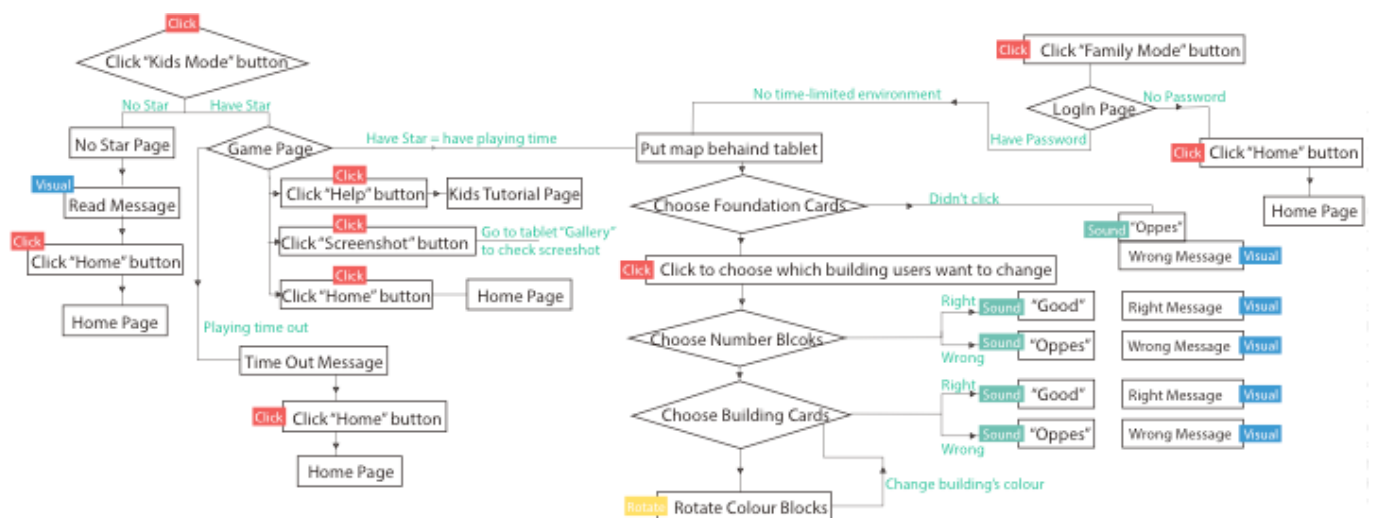 Click
Click "Kids Mode" button
No Star
Have Star
No Star Page
Visual
Read Message
Click
Click "Home" button
Home Page
Game Page
Have Star = have playing time
Click
Click "Help" button
Kids Tutorial Page
Click
Click "Screenshot" button
Go to tablet "Gallery"
to check screeshot
Click
Click "Home" button
Home Page
Playing time out
Time Out Message
Click
Click "Home" button
Home Page
Click
Click "Family Mode" button
LogIn Page
No Password
Have Password
No time-limited environment
Click
Click "Home" button
Home Page
Put map behaind tablet
Choose Foundation Cards
Didn't click
Sound
"Oppes"
Wrong Message
Visual
Click
Click to choose which building users want to change
Choose Number Blcoks
Right
Sound
"Good"
Right Message
Visual
Wrong
Sound
"Oppes"
Wrong Message
Visual
Choose Building Cards
Right
Sound
"Good"
Right Message
Visual
Wrong
Sound
"Oppes"
Wrong Message
Visual
Change building's colour
Rotate
Rotate Colour Blocks